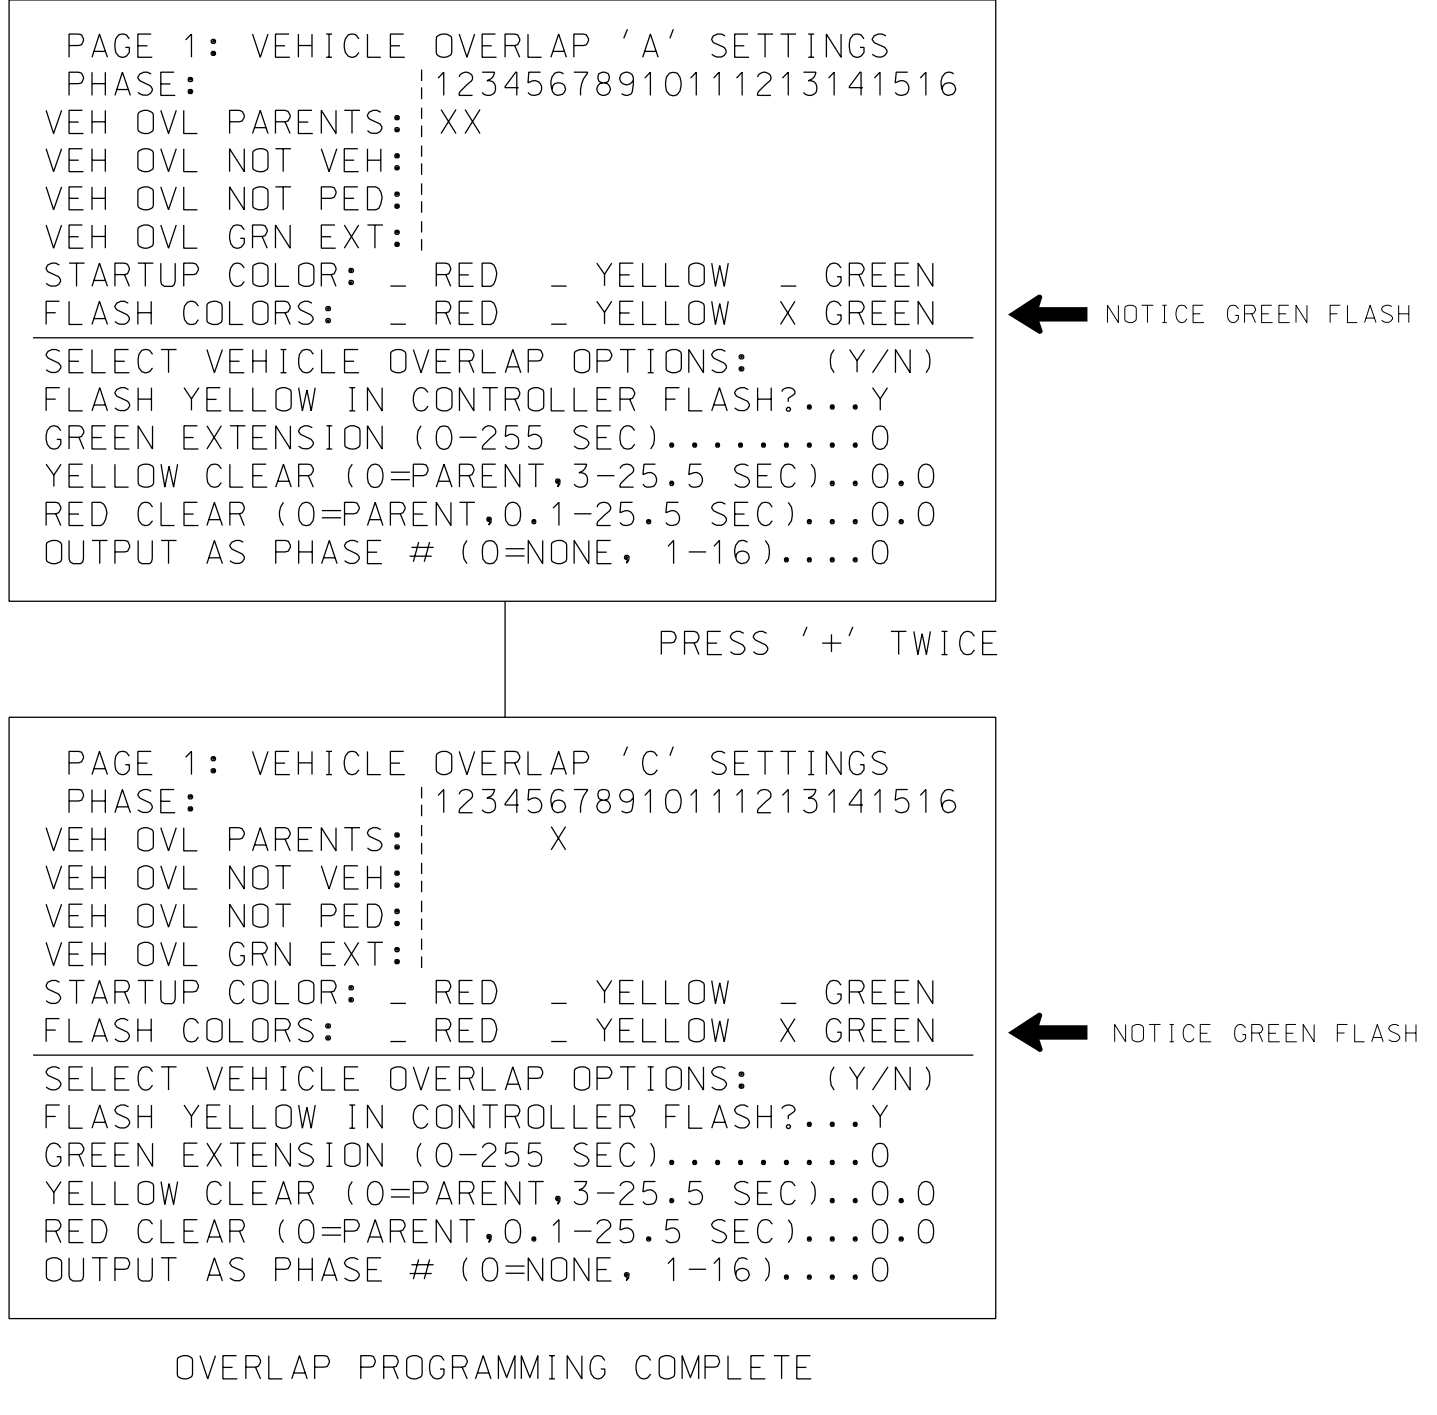 PAGE 1: VEHICLE OVERLAP 'A' SETTINGS
PHASE: 12345678910111213141516
VEH OVL PARENTS: XX
VEH OVL NOT VEH:
VEH OVL NOT PED:
VEH OVL GRN EXT:
STARTUP COLOR: _ RED _ YELLOW _ GREEN
FLASH COLORS: _ RED _ YELLOW X GREEN
NOTICE GREEN FLASH
SELECT VEHICLE OVERLAP OPTIONS: (Y/N)
FLASH YELLOW IN CONTROLLER FLASH?...Y
GREEN EXTENSION (0-255 SEC).........0
YELLOW CLEAR (0=PARENT,3-25.5 SEC)..0.0
RED CLEAR (0=PARENT,0.1-25.5 SEC)...0.0
OUTPUT AS PHASE # (0=NONE, 1-16)....0
PRESS '+' TWICE
PAGE 1: VEHICLE OVERLAP 'C' SETTINGS
PHASE: 12345678910111213141516
VEH OVL PARENTS: X
VEH OVL NOT VEH:
VEH OVL NOT PED:
VEH OVL GRN EXT:
STARTUP COLOR: _ RED _ YELLOW _ GREEN
FLASH COLORS: _ RED _ YELLOW X GREEN
NOTICE GREEN FLASH
SELECT VEHICLE OVERLAP OPTIONS: (Y/N)
FLASH YELLOW IN CONTROLLER FLASH?...Y
GREEN EXTENSION (0-255 SEC).........0
YELLOW CLEAR (0=PARENT,3-25.5 SEC)..0.0
RED CLEAR (0=PARENT,0.1-25.5 SEC)...0.0
OUTPUT AS PHASE # (0=NONE, 1-16)....0
OVERLAP PROGRAMMING COMPLETE